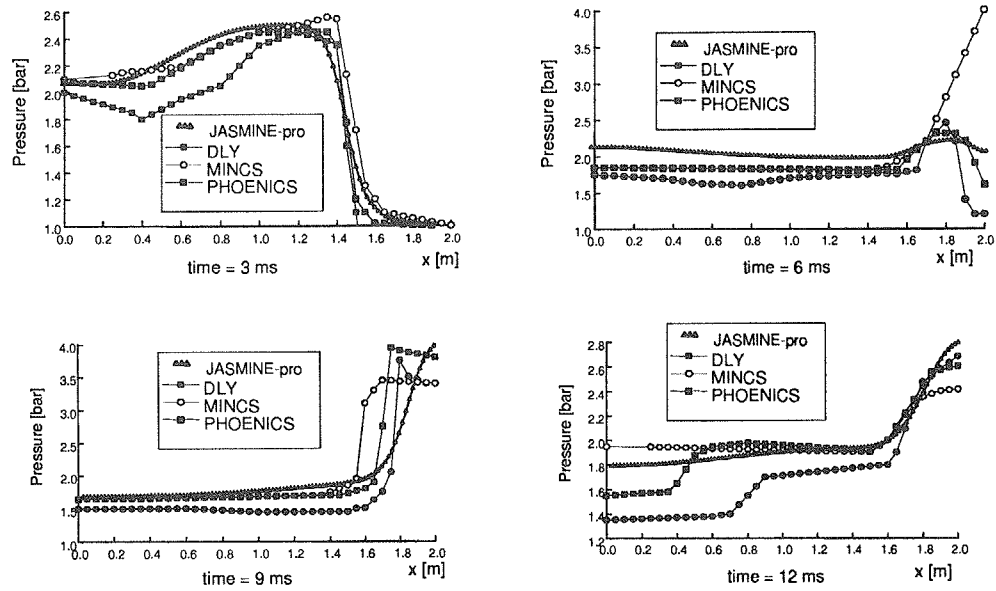 2.6
2.4
2.2
2.0
1.8
1.6
1.4
1.2
1.0
Pressure [bar]
JASMINE-pro
DLY
MINCS
PHOENICS
0.0 0.2 0.4 0.6 0.8 1.0 1.2 1.4 1.6 1.8 2.0
x [m]
time = 3 ms
4.0
3.5
3.0
2.5
2.0
1.5
1.0
Pressure [bar]
JASMINE-pro
DLY
MINCS
PHOENICS
0.0 0.2 0.4 0.6 0.8 1.0 1.2 1.4 1.6 1.8 2.0
x [m]
time = 6 ms
4.0
3.5
3.0
2.0
1.5
1.0
Pressure [bar]
JASMINE-pro
DLY
MINCS
PHOENICS
0.0 0.2 0.4 0.6 0.8 1.0 1.2 1.4 1.6 1.8 2.0
x [m]
time = 9 ms
2.8
2.6
2.4
2.2
2.0
1.8
1.6
1.4
1.2
Pressure [bar]
JASMINE-pro
DLY
MINCS
PHOENICS
0.0 0.2 0.4 0.6 0.8 1.0 1.2 1.4 1.6 1.8 2.0
x [m]
time = 12 ms